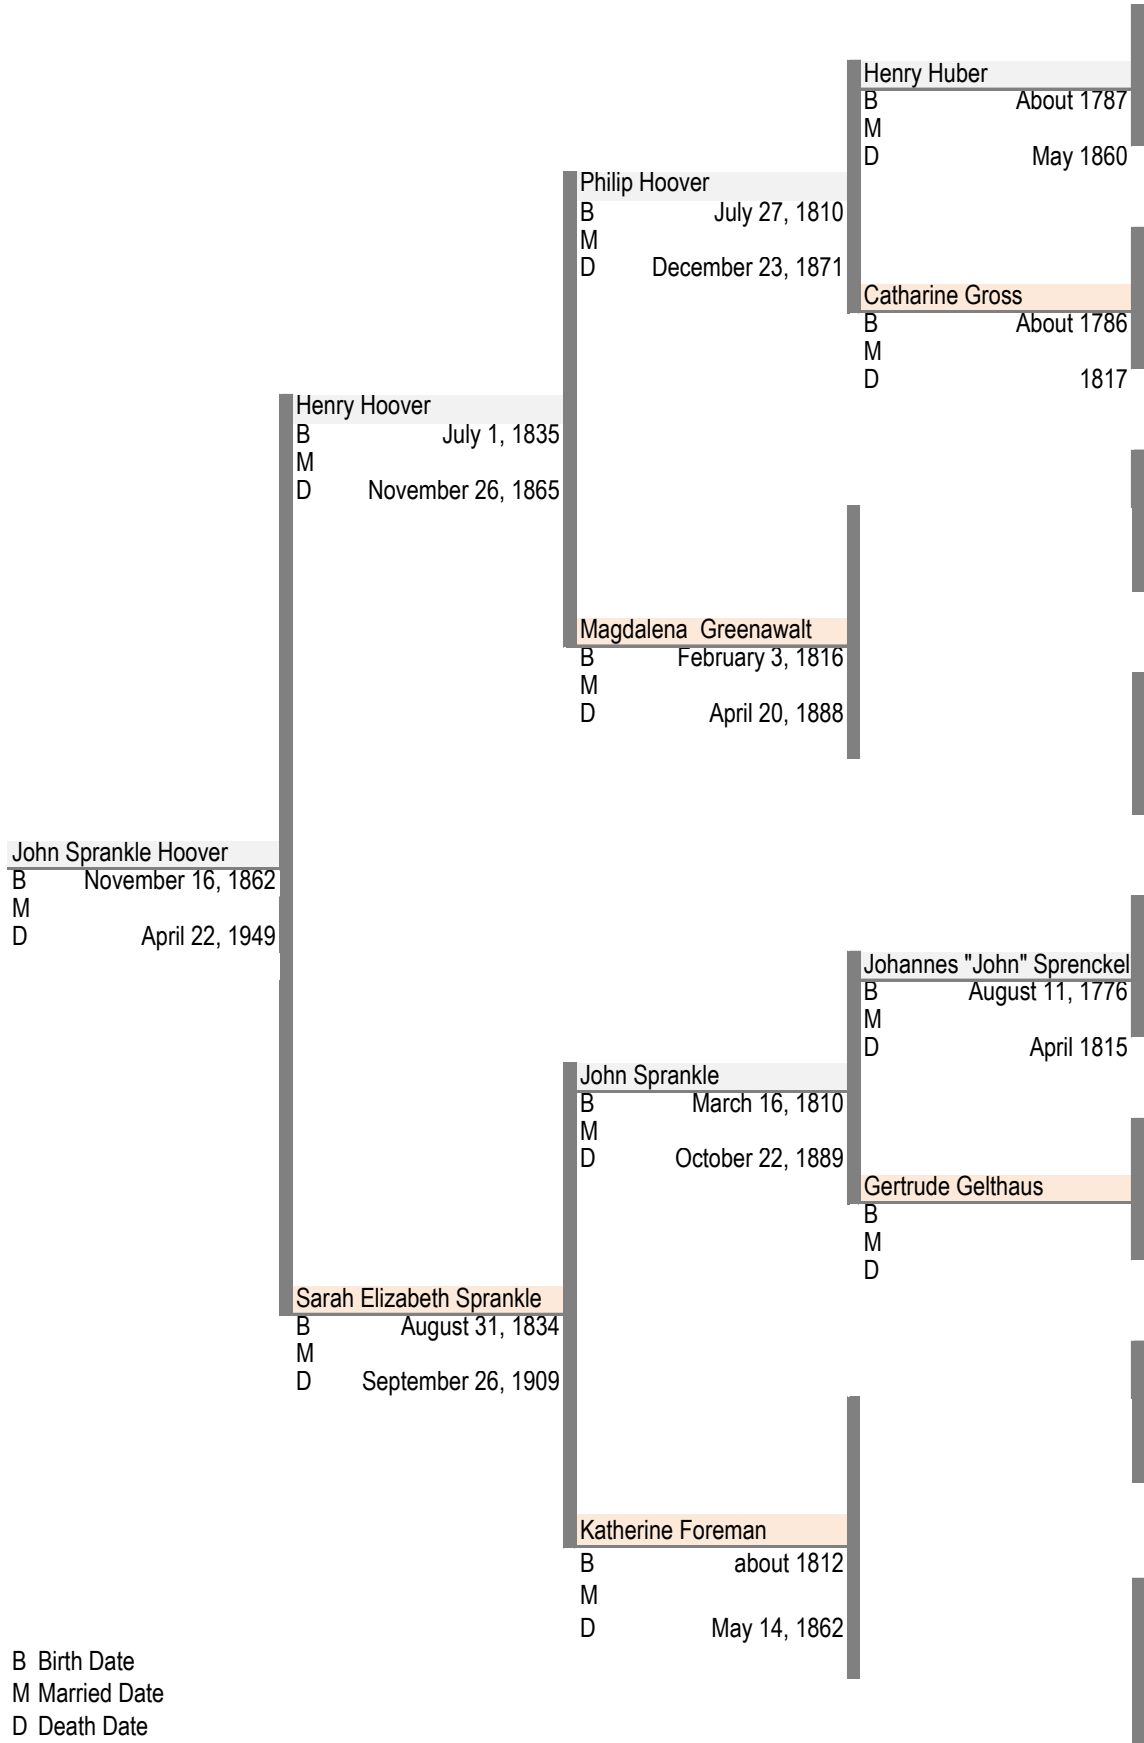 Henry Huber
B About 1787
M
D May 1860
Philip Hoover
B July 27, 1810
M
D December 23, 1871
Catharine Gross
B About 1786
M
D 1817
Henry Hoover
B July 1, 1835
M
D November 26, 1865
Magdalena  Greenawalt
B February 3, 1816
M
D April 20, 1888
John Sprankle Hoover
B November 16, 1862
M
D April 22, 1949
Johannes "John" Sprenckel
B August 11, 1776
M
D April 1815
John Sprankle
B March 16, 1810
M
D October 22, 1889
Gertrude Gelthaus
B
M
D
Sarah Elizabeth Sprankle
B August 31, 1834
M
D September 26, 1909
Katherine Foreman
B about 1812
M
D May 14, 1862
B Birth Date
M Married Date
D Death Date